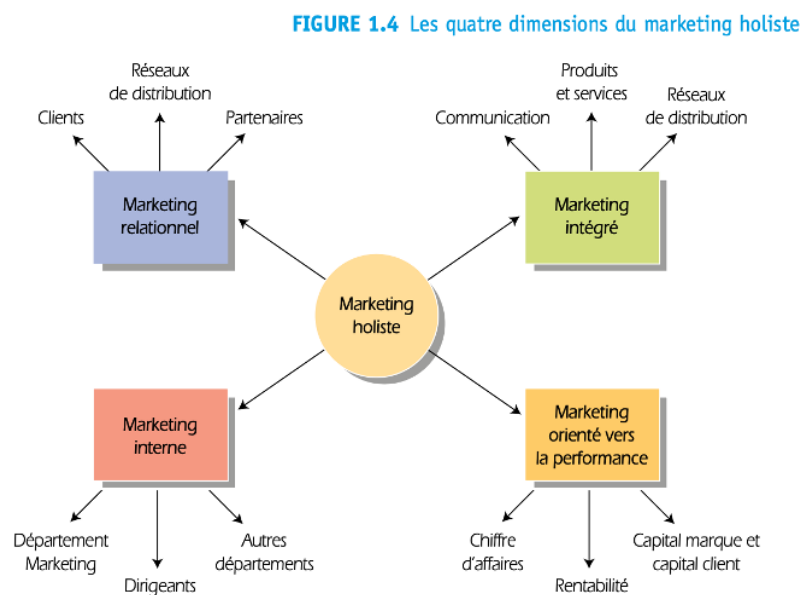 FIGURE 1.4 Les quatre dimensions du marketing holiste
Clients
Réseaux
de distribution
Partenaires
Communication
Produits
et services
Réseaux
de distribution
Marketing
relationnel
Marketing
intégré
Marketing
holiste
Marketing
interne
Marketing
orienté vers
la performance
Département
Marketing
Dirigeants
Autres
départements
Chiffre
d'affaires
Rentabilité
Capital marque et
capital client